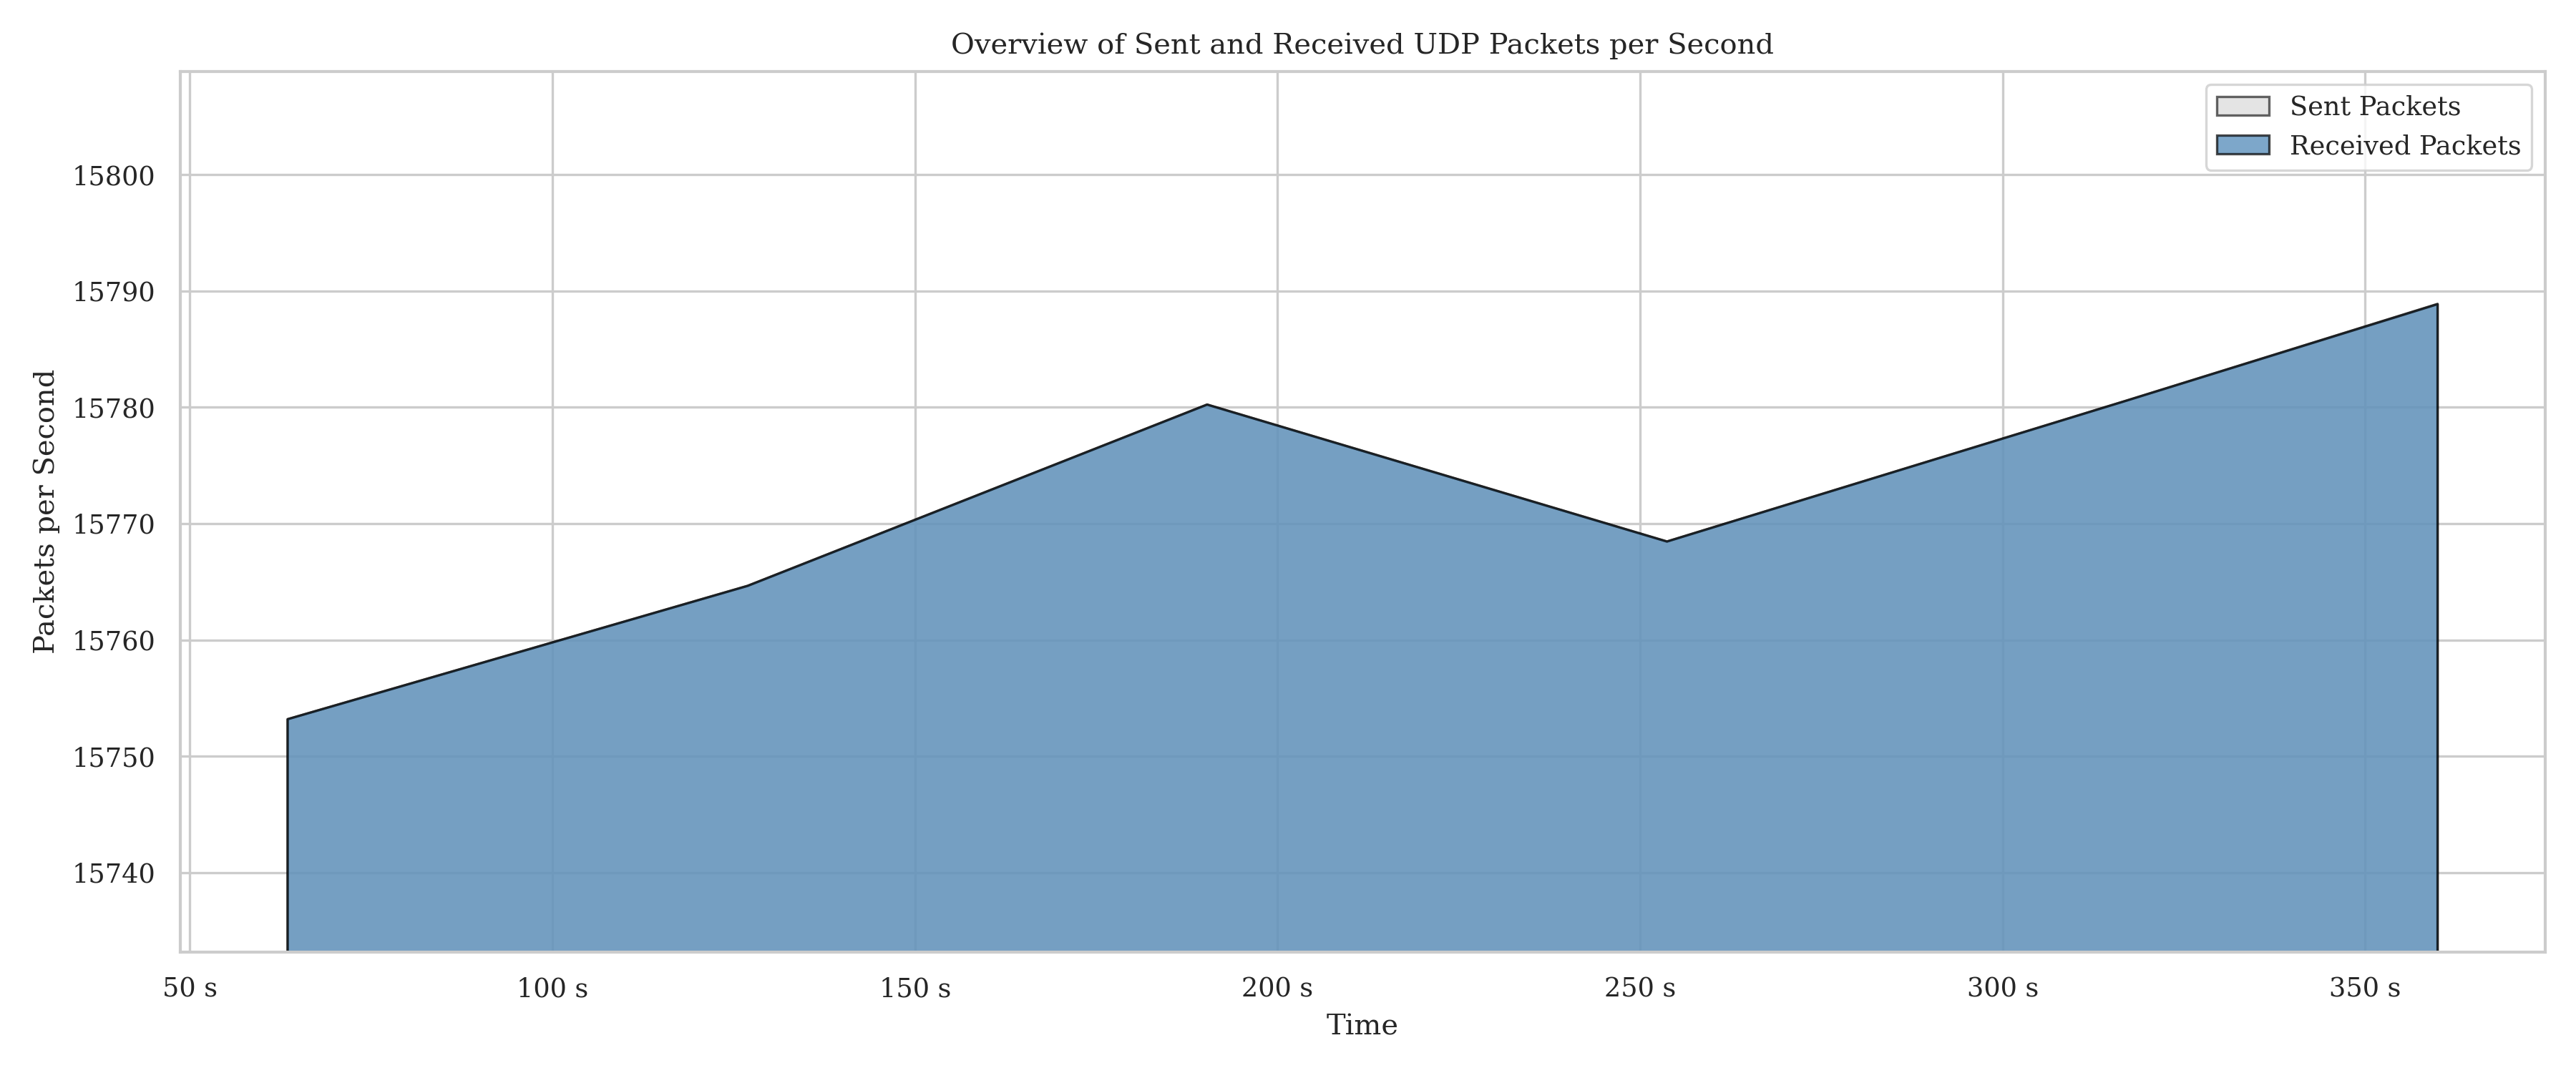 Overview of Sent and Received UDP Packets per Second
Sent Packets
Received Packets
Packets per Second
15800
15790
15780
15770
15760
15750
15740
50 s
100 s
150 s
200 s
250 s
300 s
350 s
Time